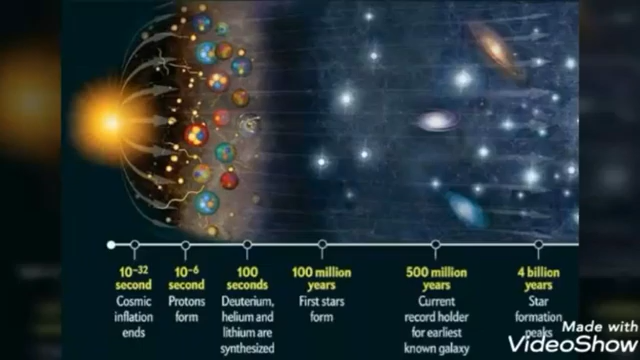 10⁻³² second
Cosmic inflation ends
10⁻⁶ second
Protons form
100 seconds
Deuterium, helium and lithium are synthesized
100 million years
First stars form
500 million years
Current record holder for earliest known galaxy
4 billion years
Star formation peaks
Made with
VideoShow